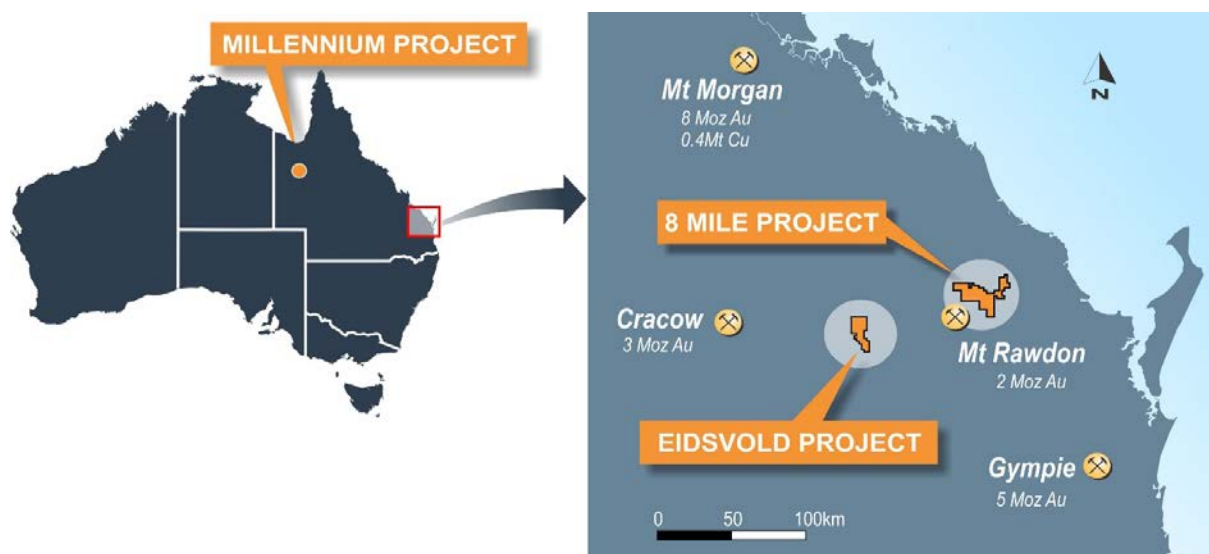 MILLENNIUM PROJECT
Mt Morgan
8 Moz Au
0.4Mt Cu
N
8 MILE PROJECT
Cracow
3 Moz Au
Mt Rawdon
2 Moz Au
EIDSVOLD PROJECT
Gympie
5 Moz Au
0 50 100km